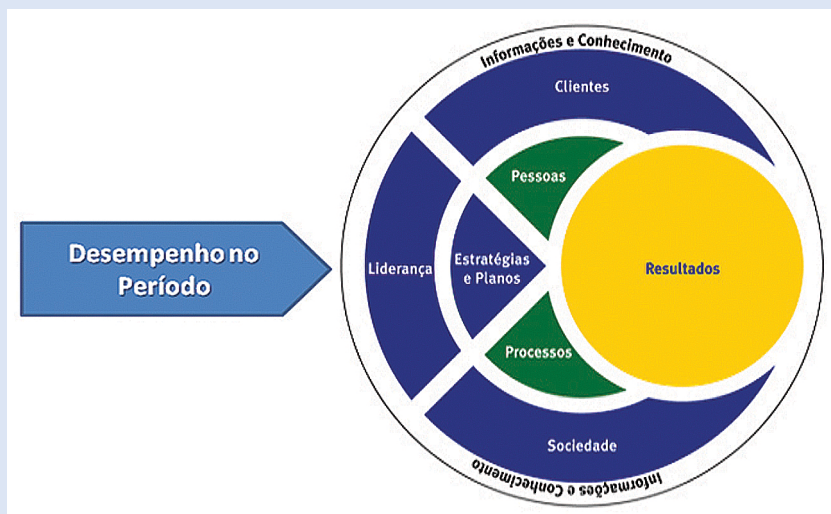 Informações e Conhecimento
Clientes
Pessoas
Desempenho no
Período
Liderança
Estratégias
e Planos
Resultados
Processos
Sociedade
Informações e Conhecimento